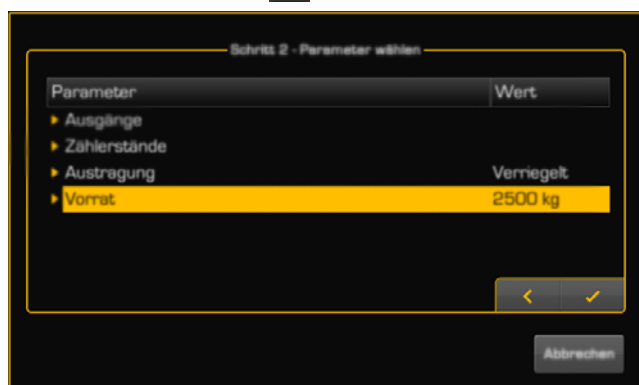 Schritt 2 - Parameter wählen
Parameter Wert
Ausgänge
Zählerstände
Austragung Verriegelt
Vorrat 2500 kg
Abbrechen